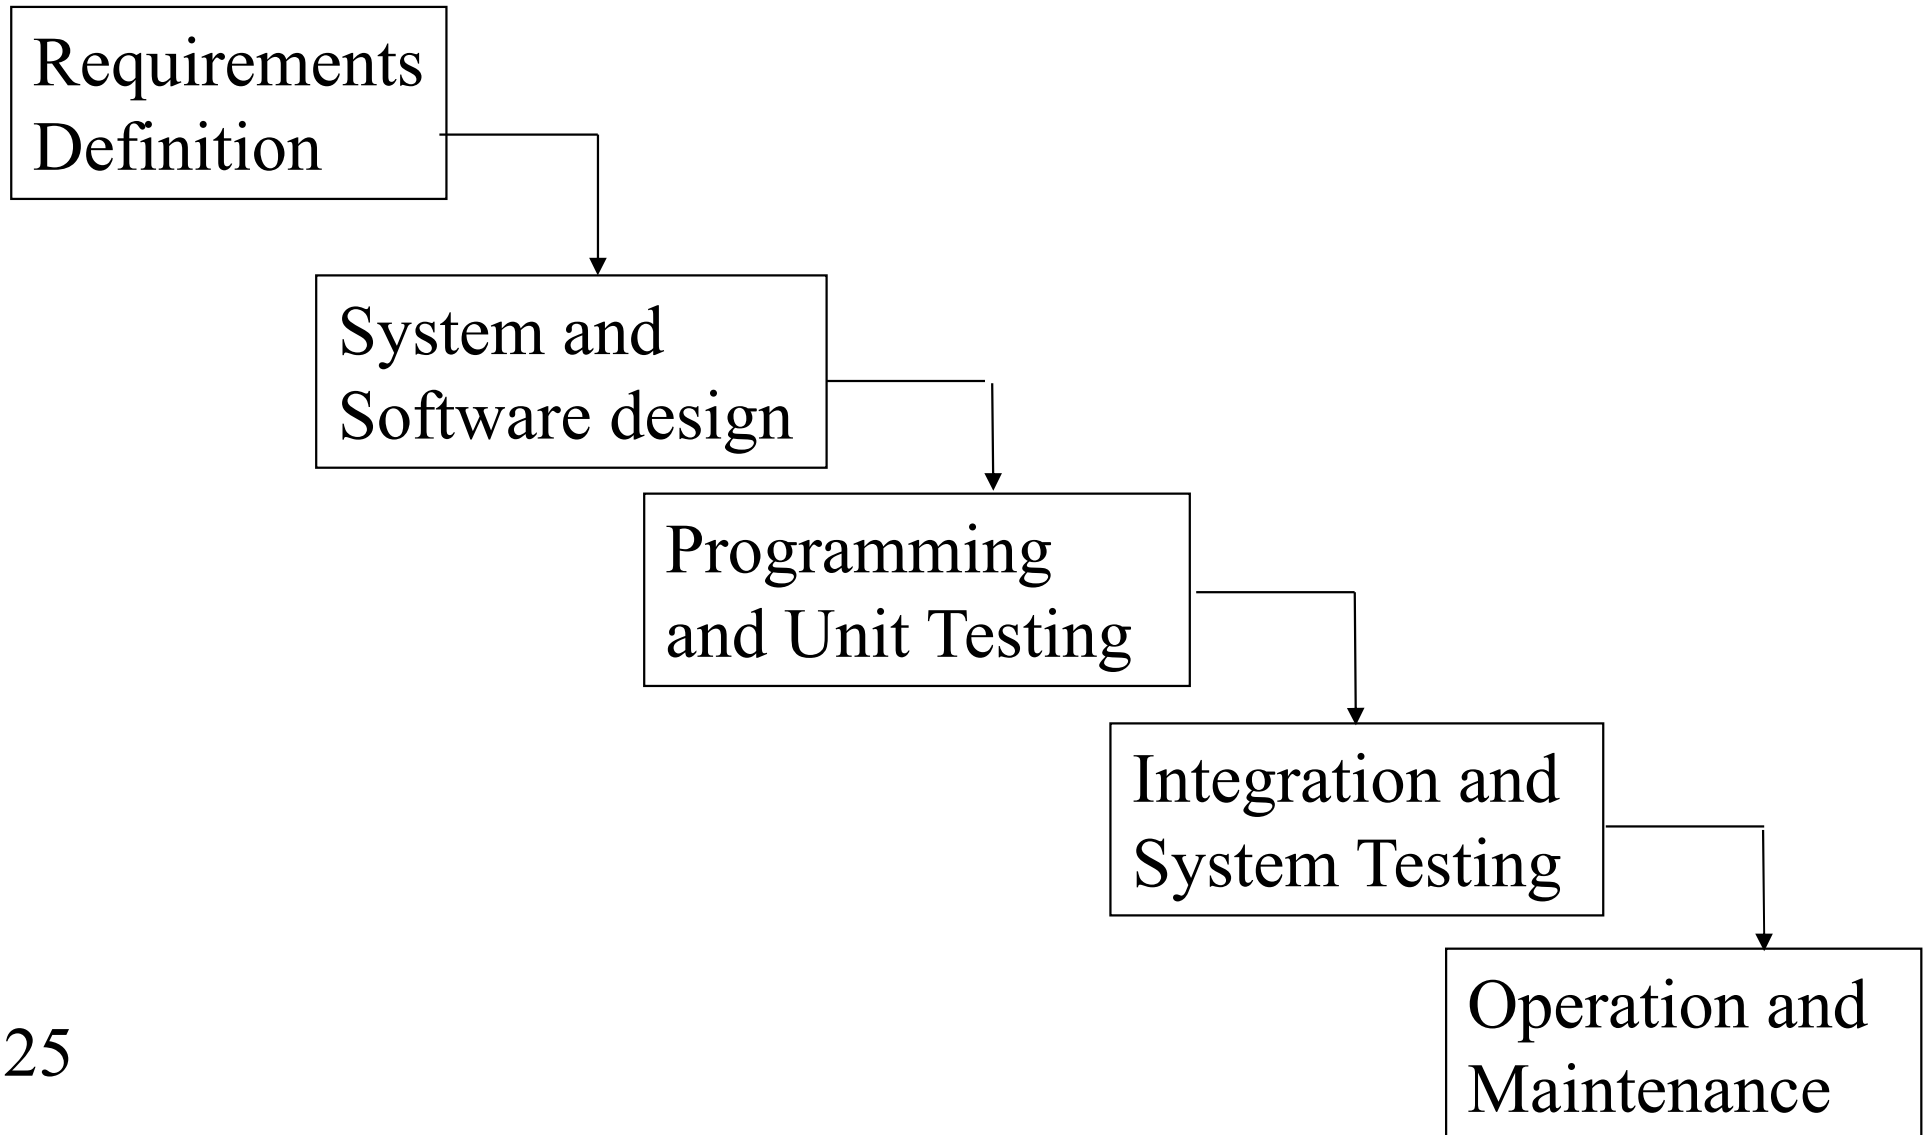 Requirements
Definition
System and
Software design
Programming
and Unit Testing
Integration and
System Testing
Operation and
Maintenance
25